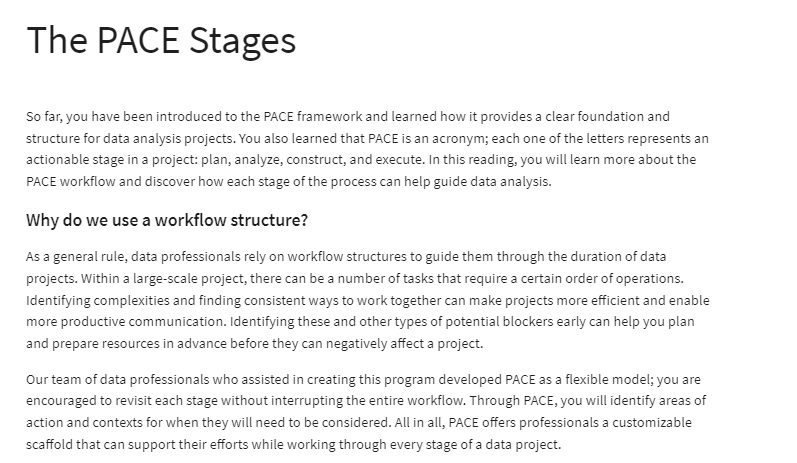 The PACE Stages
So far, you have been introduced to the PACE framework and learned how it provides a clear foundation and
structure for data analysis projects. You also learned that PACE is an acronym; each one of the letters represents an
actionable stage in a project: plan, analyze, construct, and execute. In this reading, you will learn more about the
PACE workflow and discover how each stage of the process can help guide data analysis.
Why do we use a workflow structure?
As a general rule, data professionals rely on workflow structures to guide them through the duration of data
projects. Within a large-scale project, there can be a number of tasks that require a certain order of operations.
Identifying complexities and finding consistent ways to work together can make projects more efficient and enable
more productive communication. Identifying these and other types of potential blockers early can help you plan
and prepare resources in advance before they can negatively affect a project.
Our team of data professionals who assisted in creating this program developed PACE as a flexible model; you are
encouraged to revisit each stage without interrupting the entire workflow. Through PACE, you will identify areas of
action and contexts for when they will need to be considered. All in all, PACE offers professionals a customizable
scaffold that can support their efforts while working through every stage of a data project.